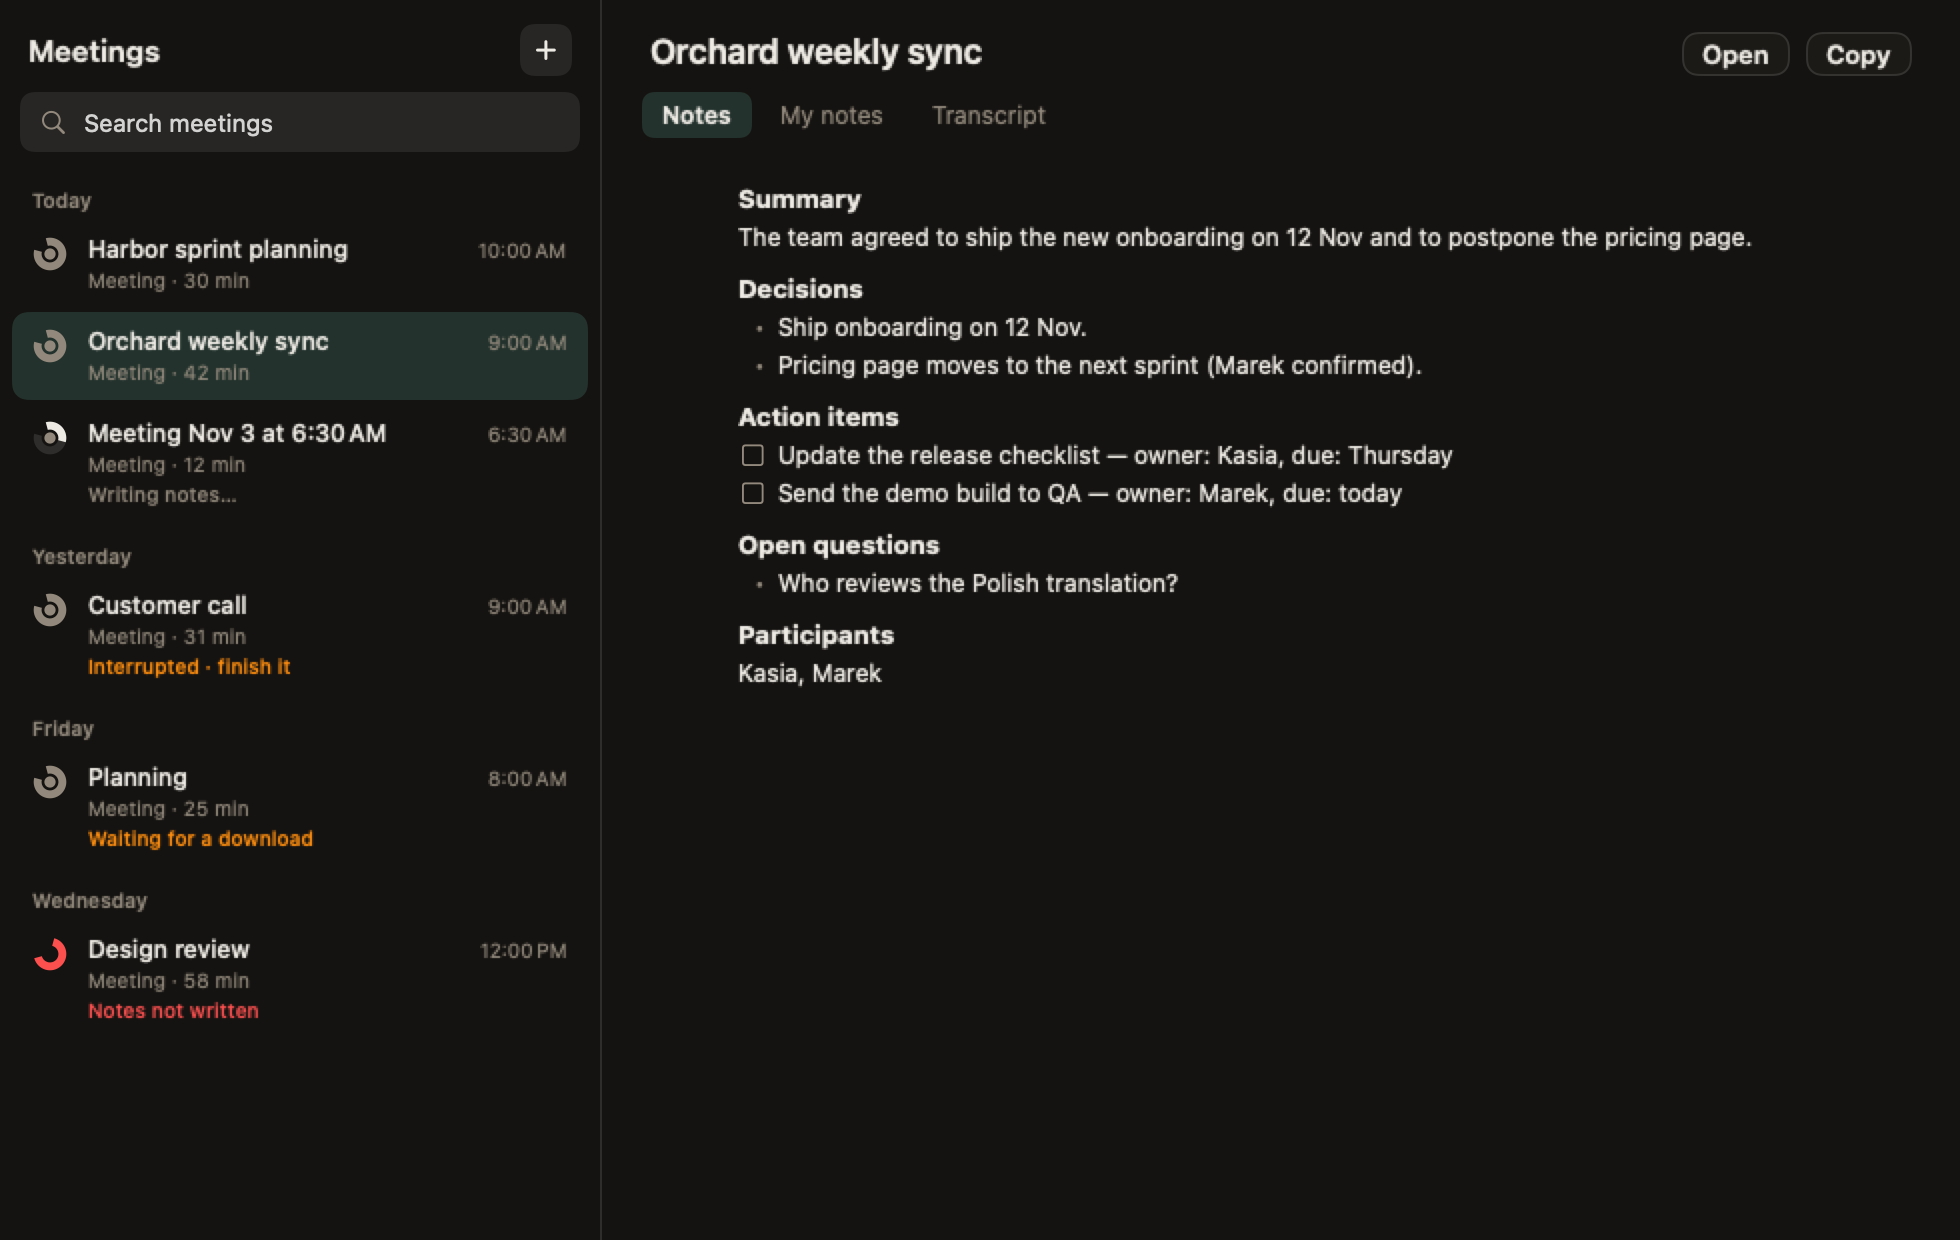 Meetings
+
Search meetings
Today
Harbor sprint planning 10:00 AM
Meeting · 30 min
Orchard weekly sync 9:00 AM
Meeting · 42 min
Meeting Nov 3 at 6:30 AM 6:30 AM
Meeting · 12 min
Writing notes...
Yesterday
Customer call 9:00 AM
Meeting · 31 min
Interrupted · finish it
Friday
Planning 8:00 AM
Meeting · 25 min
Waiting for a download
Wednesday
Design review 12:00 PM
Meeting · 58 min
Notes not written
Orchard weekly sync
Open Copy
Notes My notes Transcript
Summary
The team agreed to ship the new onboarding on 12 Nov and to postpone the pricing page.
Decisions
• Ship onboarding on 12 Nov.
• Pricing page moves to the next sprint (Marek confirmed).
Action items
☐ Update the release checklist — owner: Kasia, due: Thursday
☐ Send the demo build to QA — owner: Marek, due: today
Open questions
• Who reviews the Polish translation?
Participants
Kasia, Marek